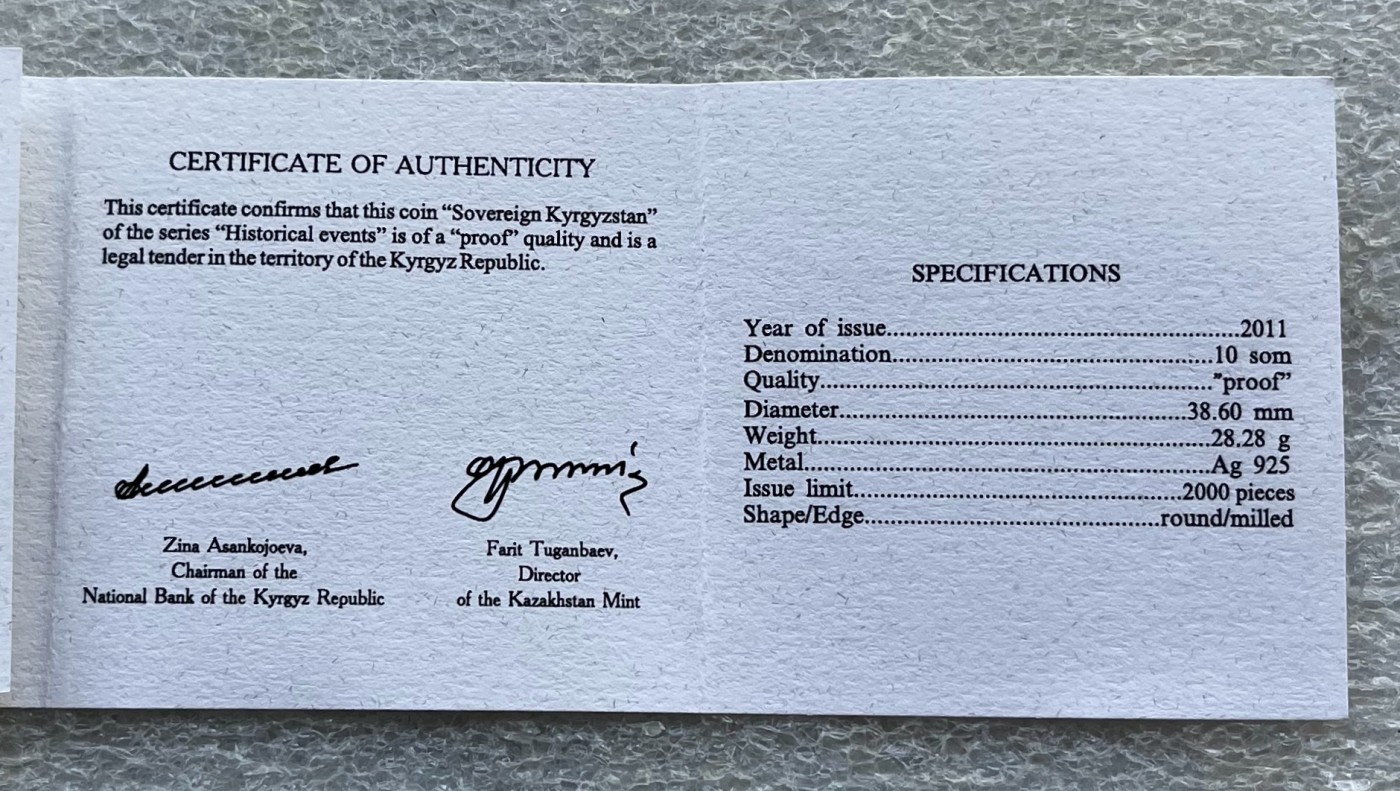 CERTIFICATE OF AUTHENTICITY
This certificate confirms that this coin “Sovereign Kyrgyzstan”
of the series “Historical events” is of a “proof” quality and is a
legal tender in the territory of the Kyrgyz Republic.
Zina Asankojoeva,
Chairman of the
National Bank of the Kyrgyz Republic
Farit Tuganbaev,
Director
of the Kazakhstan Mint
SPECIFICATIONS
Year of issue..........................................................2011
Denomination.....................................................10 som
Quality.................................................................”proof”
Diameter.........................................................38.60 mm
Weight................................................................28.28 g
Metal...................................................................Ag 925
Issue limit......................................................2000 pieces
Shape/Edge................................................round/milled